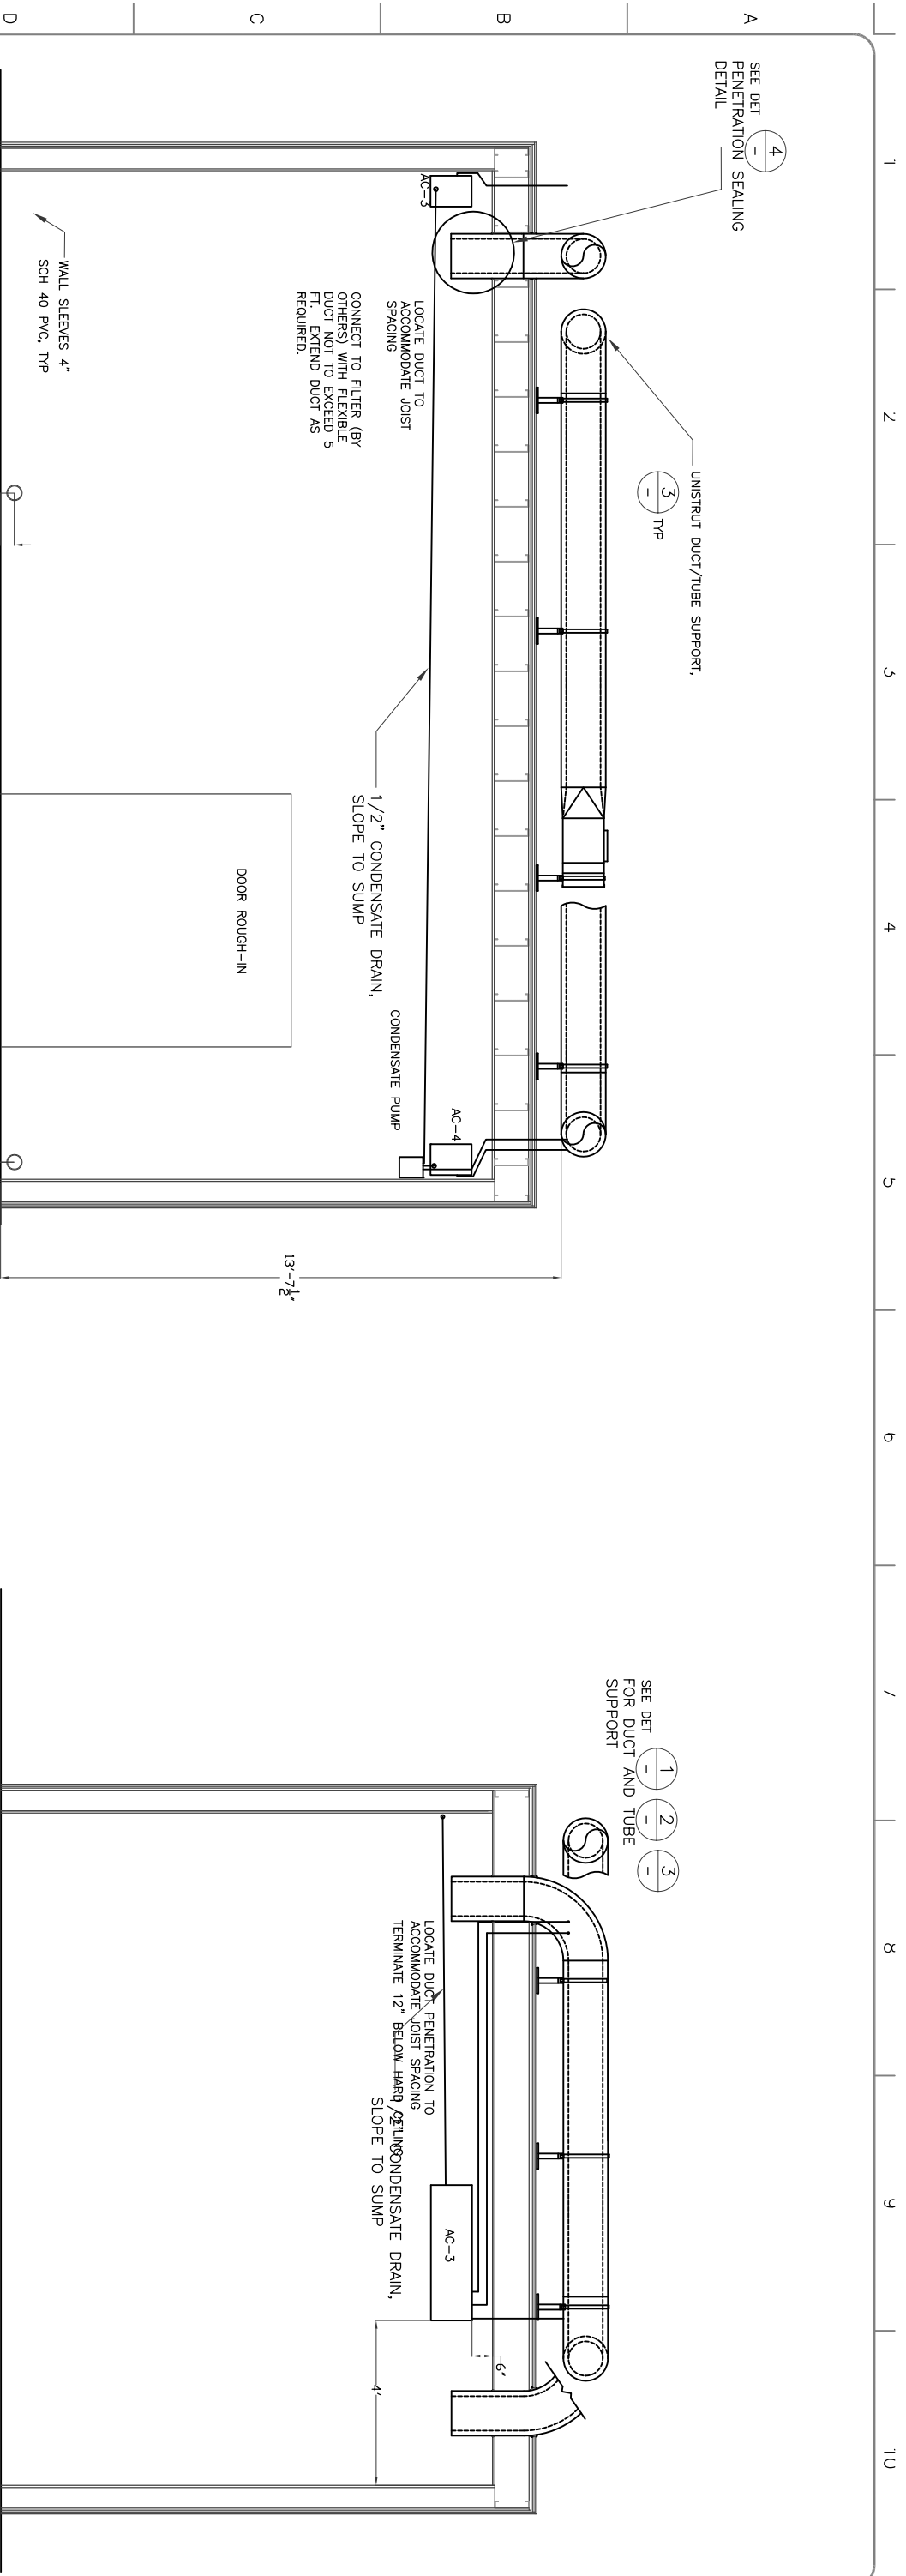 1
2
3
4
5
6
7
8
9
10
A
B
C
D
SEE DET
4
-
PENETRATION SEALING
DETAIL
UNISTRUT DUCT/TUBE SUPPORT,
3
-
TYP
AC-3
LOCATE DUCT TO
ACCOMMODATE JOIST
SPACING
CONNECT TO FILTER (BY
OTHERS) WITH FLEXIBLE
DUCT NOT TO EXCEED 5
FT. EXTEND DUCT AS
REQUIRED.
1/2" CONDENSATE DRAIN,
SLOPE TO SUMP
AC-4
CONDENSATE PUMP
DOOR ROUGH-IN
WALL SLEEVES 4"
SCH 40 PVC, TYP
13'-7½"
SEE DET
1
-
2
-
3
-
FOR DUCT AND TUBE
SUPPORT
LOCATE DUCT PENETRATION TO
ACCOMMODATE JOIST SPACING
TERMINATE 12" BELOW HARD CEILING
1/2" CONDENSATE DRAIN,
SLOPE TO SUMP
AC-3
6"
4'